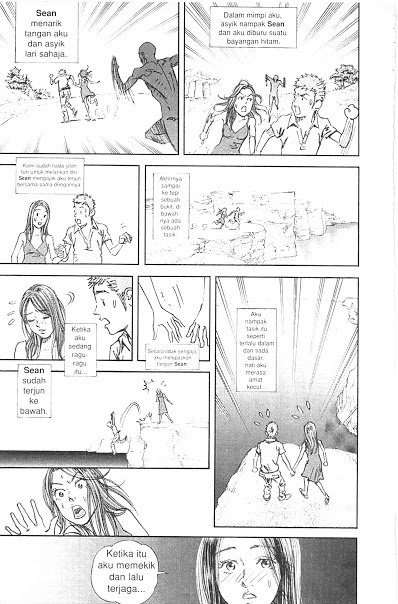 Dalam mimpi aku,
asyik nampak Sean
dan aku diburu suatu
bayangan hitam.
Sean
menarik
tangan aku
dan asyik
lari sahaja.
Akhirnya
sampai
ke tepi
sebuah
bukit, di
bawah-
nya ada
sebuah
tasik.
Kami sudah tiada jalan
lain untuk melarikan diri,
Sean mengajak aku terjun
bersama-sama dengannya.
Aku
nampak
tasik itu
seperti
terlalu dalam
dan tiada
dasar,
hati aku
merasa
amat
kecut.
Secara tidak sengaja,
aku melepaskan
tangan Sean
Ketika
aku
sedang
ragu-
ragu
itu...
Sean
sudah
terjun
ke
bawah.
Ketika itu
aku memekik
dan lalu
terjaga...